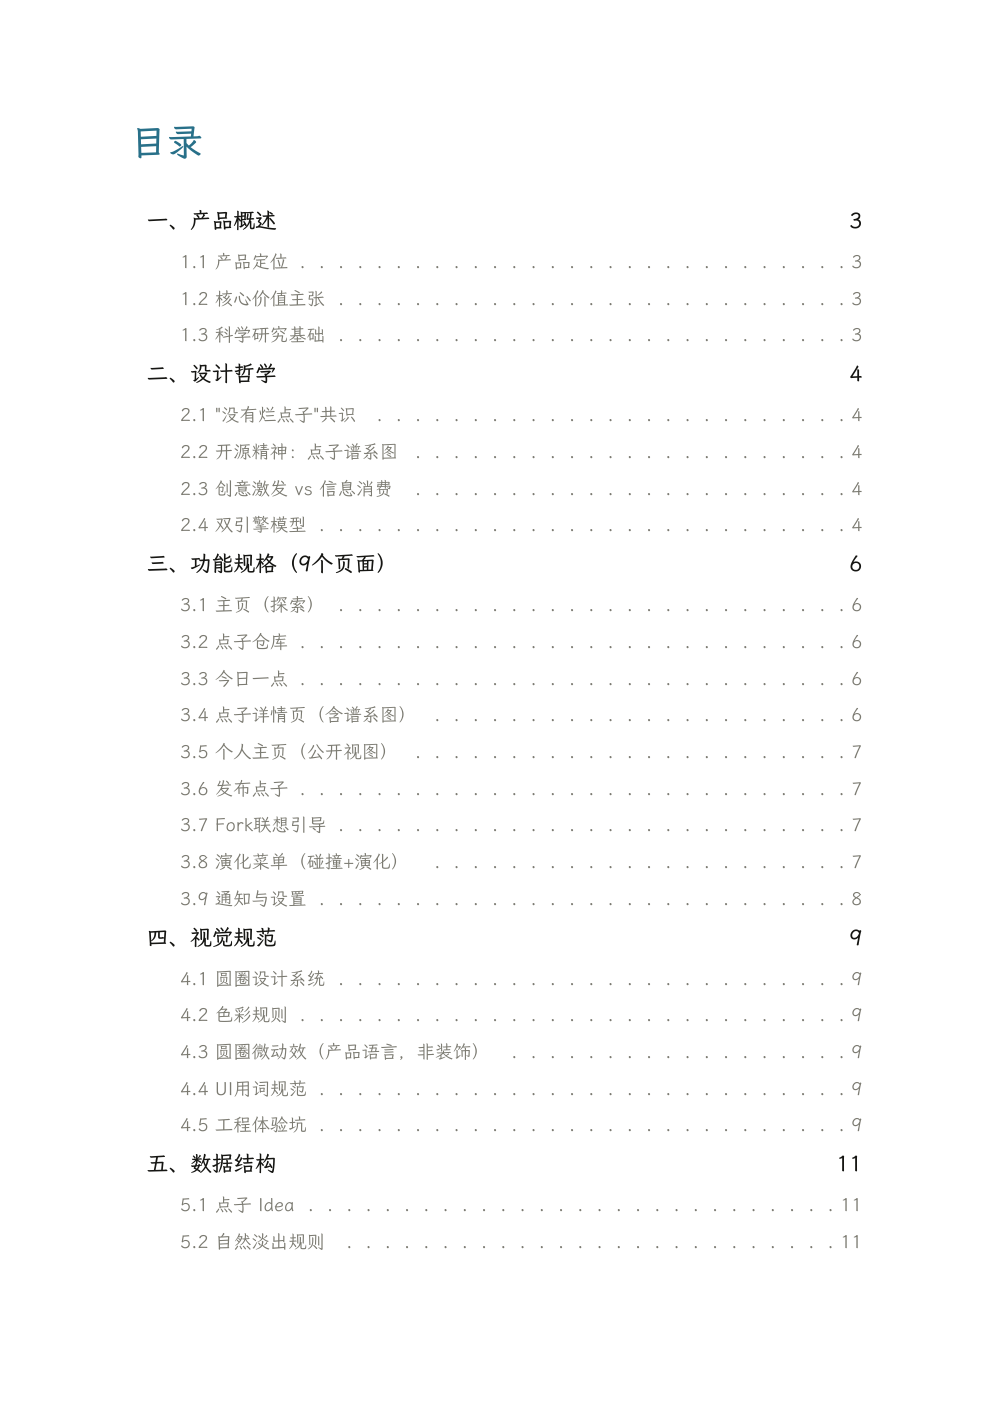 目录
一、产品概述 3
1.1 产品定位 . . . . . . . . . . . . . . . . . . . . . . . . . . . . . 3
1.2 核心价值主张 . . . . . . . . . . . . . . . . . . . . . . . . . . . 3
1.3 科学研究基础 . . . . . . . . . . . . . . . . . . . . . . . . . . . 3
二、设计哲学 4
2.1 "没有烂点子"共识 . . . . . . . . . . . . . . . . . . . . . . . . . 4
2.2 开源精神：点子谱系图 . . . . . . . . . . . . . . . . . . . . . . . 4
2.3 创意激发 vs 信息消费 . . . . . . . . . . . . . . . . . . . . . . . 4
2.4 双引擎模型 . . . . . . . . . . . . . . . . . . . . . . . . . . . . 4
三、功能规格（9个页面） 6
3.1 主页（探索） . . . . . . . . . . . . . . . . . . . . . . . . . . . 6
3.2 点子仓库 . . . . . . . . . . . . . . . . . . . . . . . . . . . . . 6
3.3 今日一点 . . . . . . . . . . . . . . . . . . . . . . . . . . . . . 6
3.4 点子详情页（含谱系图） . . . . . . . . . . . . . . . . . . . . . . 6
3.5 个人主页（公开视图） . . . . . . . . . . . . . . . . . . . . . . . 7
3.6 发布点子 . . . . . . . . . . . . . . . . . . . . . . . . . . . . . 7
3.7 Fork联想引导 . . . . . . . . . . . . . . . . . . . . . . . . . . . 7
3.8 演化菜单（碰撞+演化） . . . . . . . . . . . . . . . . . . . . . . 7
3.9 通知与设置 . . . . . . . . . . . . . . . . . . . . . . . . . . . . 8
四、视觉规范 9
4.1 圆圈设计系统 . . . . . . . . . . . . . . . . . . . . . . . . . . . 9
4.2 色彩规则 . . . . . . . . . . . . . . . . . . . . . . . . . . . . . 9
4.3 圆圈微动效（产品语言，非装饰） . . . . . . . . . . . . . . . . . . 9
4.4 UI用词规范 . . . . . . . . . . . . . . . . . . . . . . . . . . . . 9
4.5 工程体验坑 . . . . . . . . . . . . . . . . . . . . . . . . . . . . 9
五、数据结构 11
5.1 点子 Idea . . . . . . . . . . . . . . . . . . . . . . . . . . . . 11
5.2 自然淡出规则 . . . . . . . . . . . . . . . . . . . . . . . . . . 11